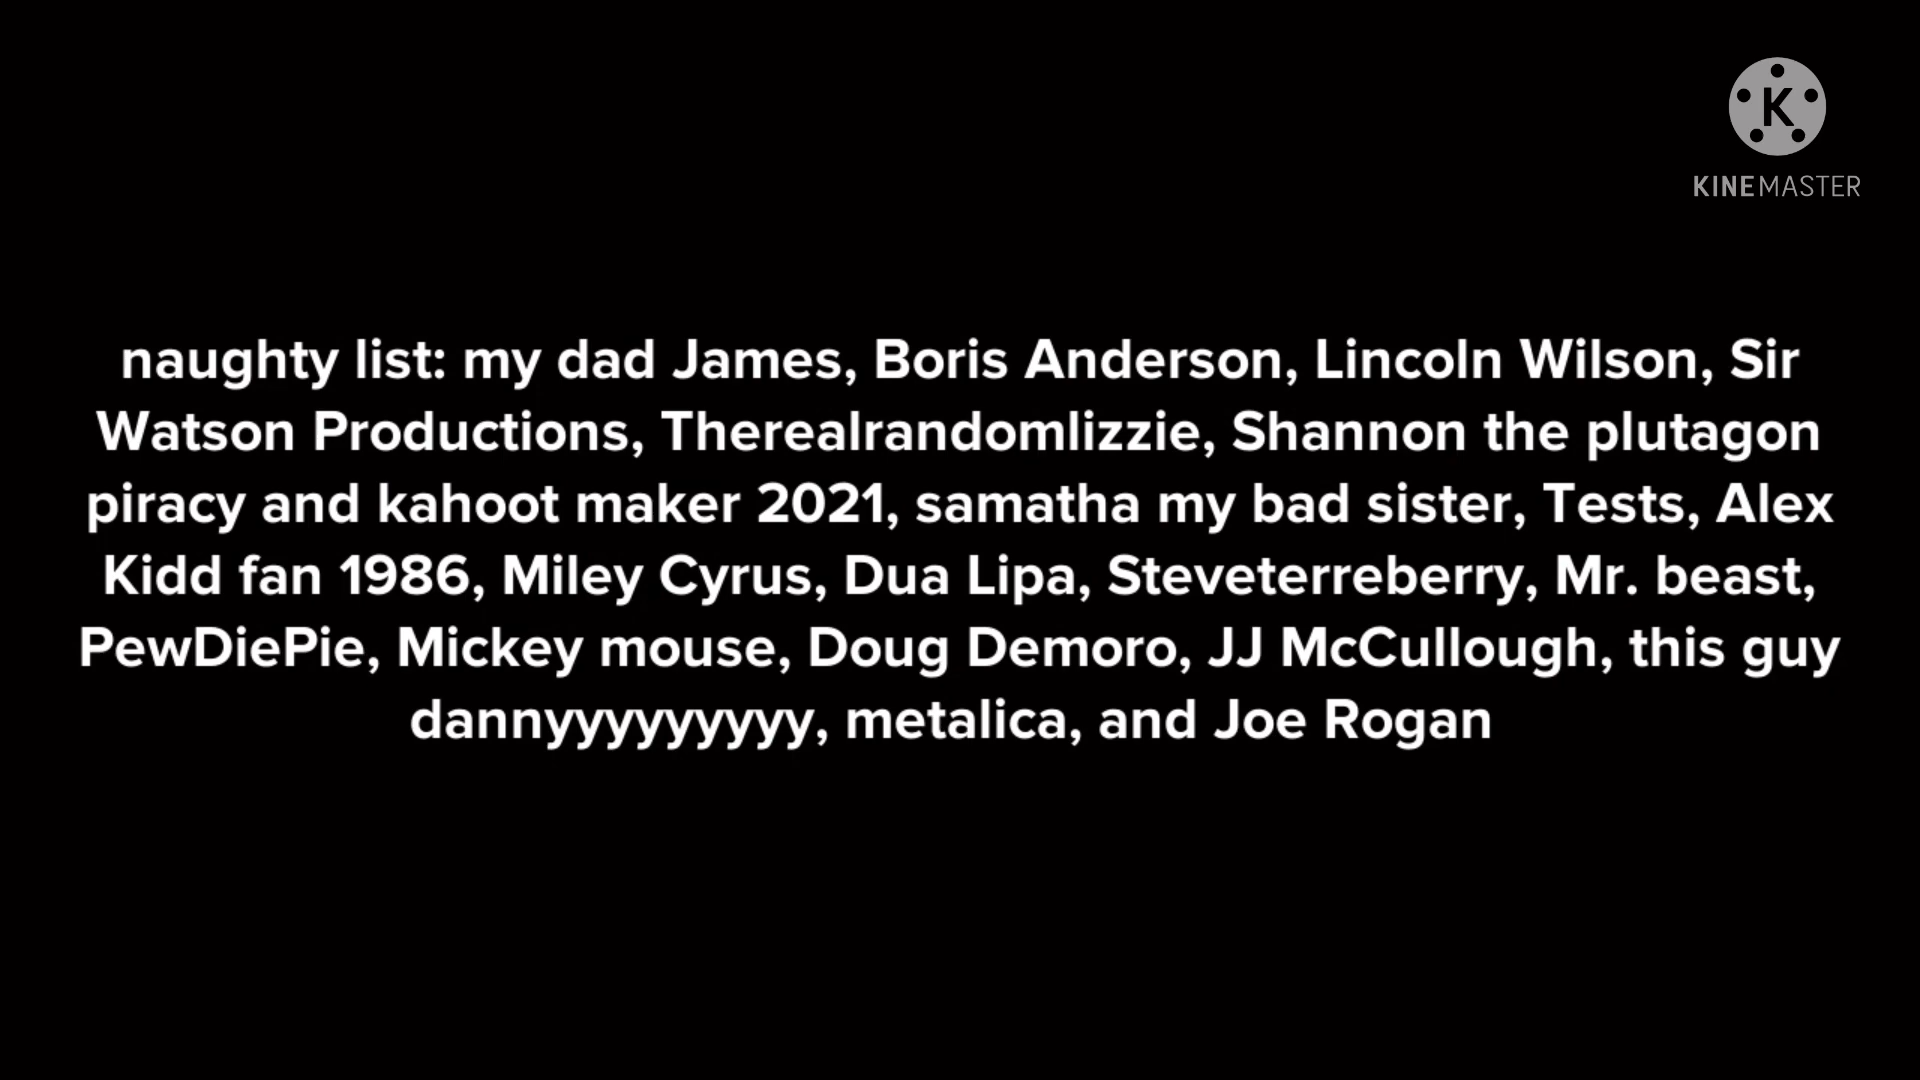 K
KINEMASTER
naughty list: my dad James, Boris Anderson, Lincoln Wilson, Sir
Watson Productions, Therealrandomlizzie, Shannon the plutagon
piracy and kahoot maker 2021, samatha my bad sister, Tests, Alex
Kidd fan 1986, Miley Cyrus, Dua Lipa, Steveterreberry, Mr. beast,
PewDiePie, Mickey mouse, Doug Demoro, JJ McCullough, this guy
dannyyyyyyyyy, metalica, and Joe Rogan